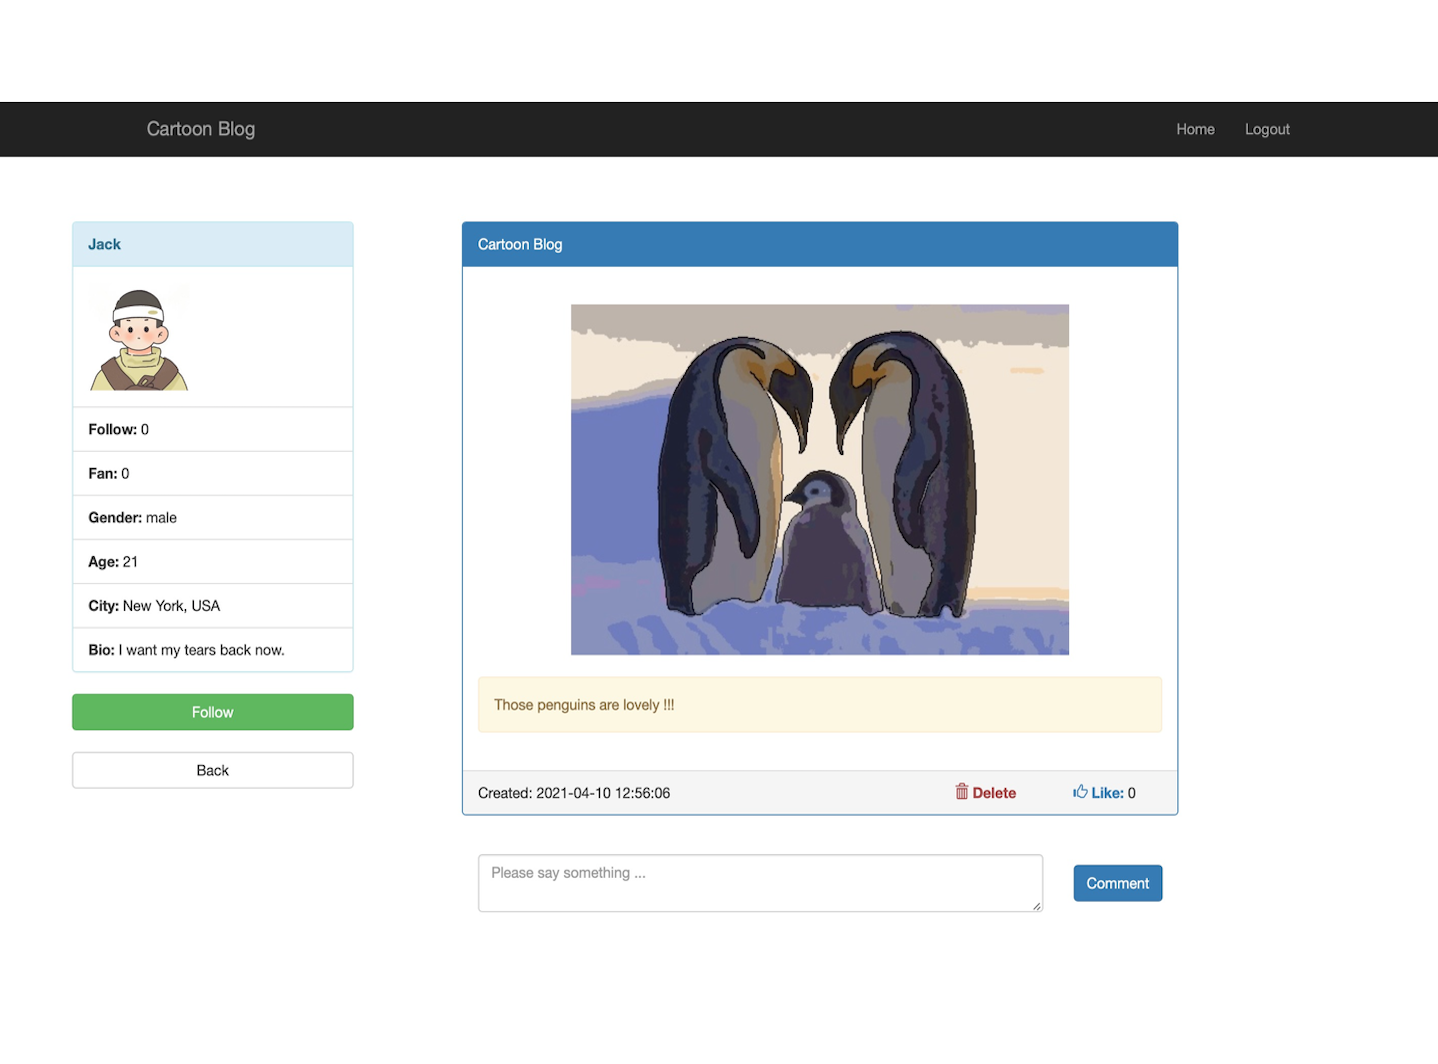 Cartoon Blog
Home
Logout
Jack
Follow: 0
Fan: 0
Gender: male
Age: 21
City: New York, USA
Bio: I want my tears back now.
Follow
Back
Cartoon Blog
Those penguins are lovely !!!
Created: 2021-04-10 12:56:06
Delete
Like: 0
Please say something ...
Comment